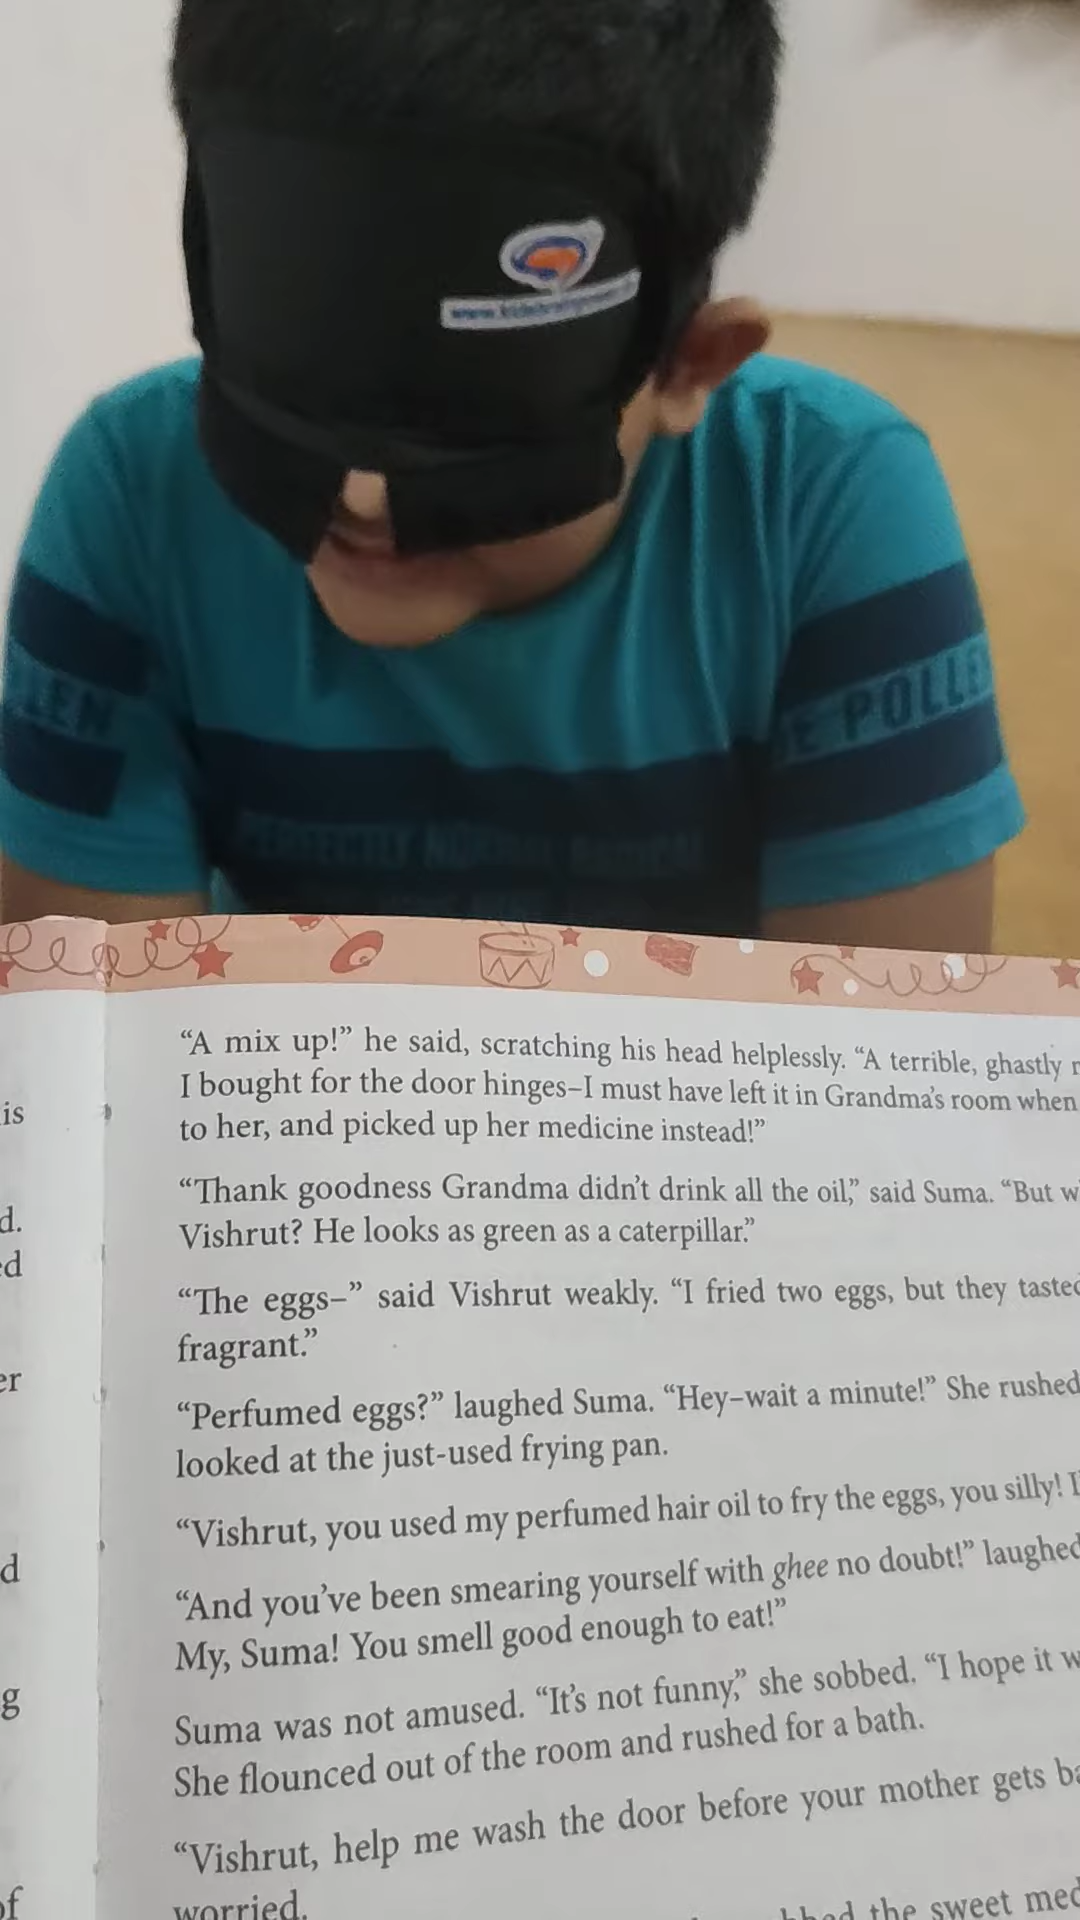 LEN
E POLLE
PERFECTLY NORMAL
"A mix up!" he said, scratching his head helplessly. "A terrible, ghastly
I bought for the door hinges–I must have left it in Grandma's room when
to her, and picked up her medicine instead!"
"Thank goodness Grandma didn't drink all the oil," said Suma. "But
Vishrut? He looks as green as a caterpillar."
"The eggs–" said Vishrut weakly. "I fried two eggs, but they tasted
fragrant."
"Perfumed eggs?" laughed Suma. "Hey–wait a minute!" She rushed
looked at the just-used frying pan.
"Vishrut, you used my perfumed hair oil to fry the eggs, you silly!
"And you've been smearing yourself with ghee no doubt!" laughed
My, Suma! You smell good enough to eat!"
Suma was not amused. "It's not funny," she sobbed. "I hope it
She flounced out of the room and rushed for a bath.
"Vishrut, help me wash the door before your mother gets
worried.
the sweet
is
d.
ed
er
d
g
of